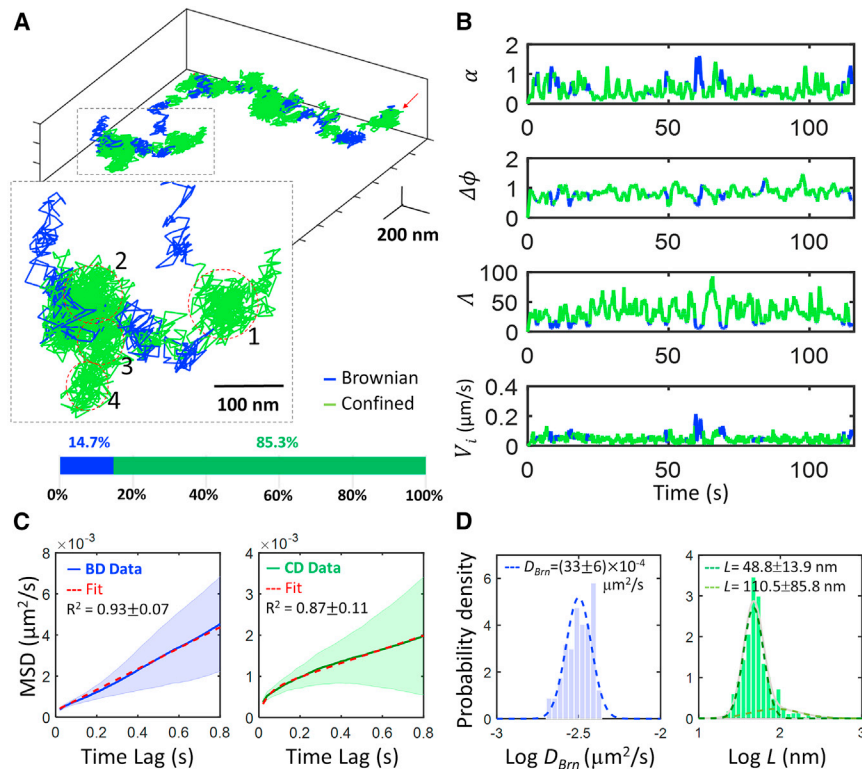 A
200 nm
2
1
3
4
100 nm
Brownian
Confined
14.7% 85.3%
0% 20% 40% 60% 80% 100%
B
α
2
1
0
0 50 100
Δϕ
2
1
0
0 50 100
Λ
100
50
0
0 50 100
V_i (μm/s)
0.4
0.2
0
0 50 100
Time (s)
C
×10⁻³
8
6
4
2
0
MSD (μm²/s)
BD Data
Fit
R² = 0.93±0.07
0 0.2 0.4 0.6 0.8
Time Lag (s)
×10⁻³
4
3
2
1
0
CD Data
Fit
R² = 0.87±0.11
0 0.2 0.4 0.6 0.8
Time Lag (s)
D
Probability density
6
4
2
0
D_Brn=(33±6)×10⁻⁴
μm²/s
-3 -2.5 -2
Log D_Brn (μm²/s)
4
3
2
1
0
L= 48.8±13.9 nm
L= 110.5±85.8 nm
1 2 3
Log L (nm)